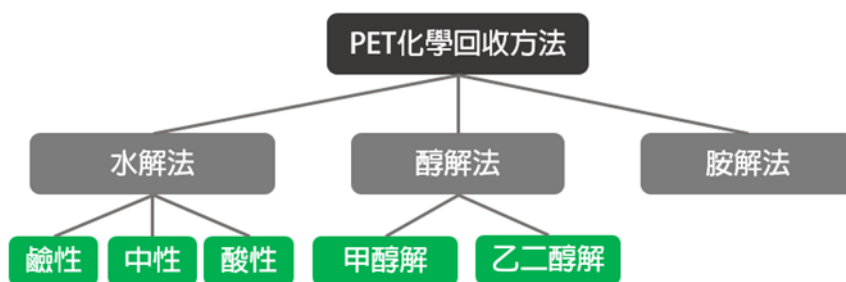 PET化學回收方法
水解法
醇解法
胺解法
鹼性
中性
酸性
甲醇解
乙二醇解